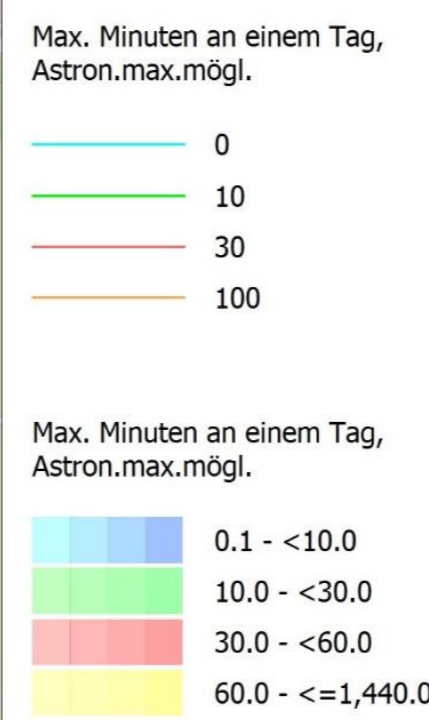 Max. Minuten an einem Tag,
Astron.max.mögl.
0
10
30
100
Max. Minuten an einem Tag,
Astron.max.mögl.
0.1 - <10.0
10.0 - <30.0
30.0 - <60.0
60.0 - <=1,440.0